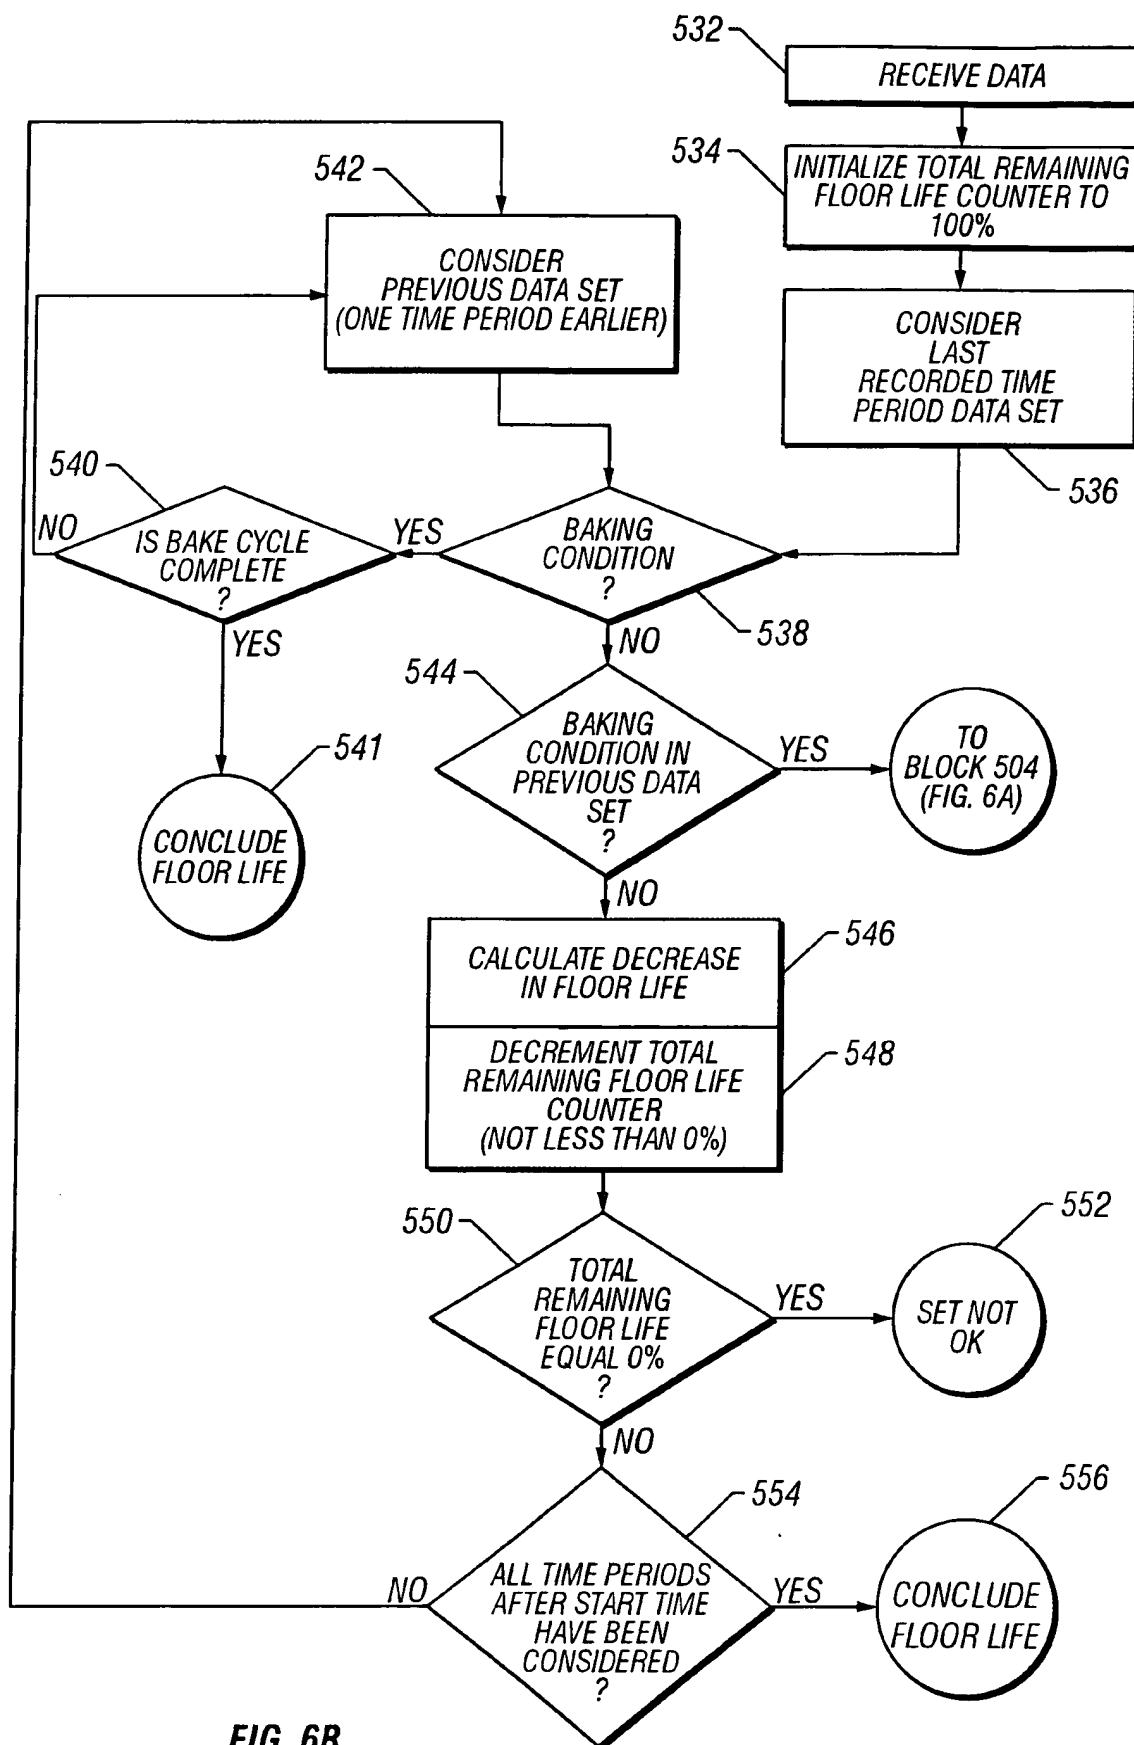 532
RECEIVE DATA
534
INITIALIZE TOTAL REMAINING
FLOOR LIFE COUNTER TO
100%
542
CONSIDER
PREVIOUS DATA SET
(ONE TIME PERIOD EARLIER)
CONSIDER
LAST
RECORDED TIME
PERIOD DATA SET
536
540
NO
IS BAKE CYCLE
COMPLETE
?
YES
BAKING
CONDITION
?
538
YES
NO
544
BAKING
CONDITION IN
PREVIOUS DATA
SET
?
YES
TO
BLOCK 504
(FIG. 6A)
541
CONCLUDE
FLOOR LIFE
NO
CALCULATE DECREASE
IN FLOOR LIFE
546
DECREMENT TOTAL
REMAINING FLOOR LIFE
COUNTER
(NOT LESS THAN 0%)
548
550
TOTAL
REMAINING
FLOOR LIFE
EQUAL 0%
?
YES
552
SET NOT
OK
NO
554
NO
ALL TIME PERIODS
AFTER START TIME
HAVE BEEN
CONSIDERED
?
YES
556
CONCLUDE
FLOOR LIFE
FIG. 6B